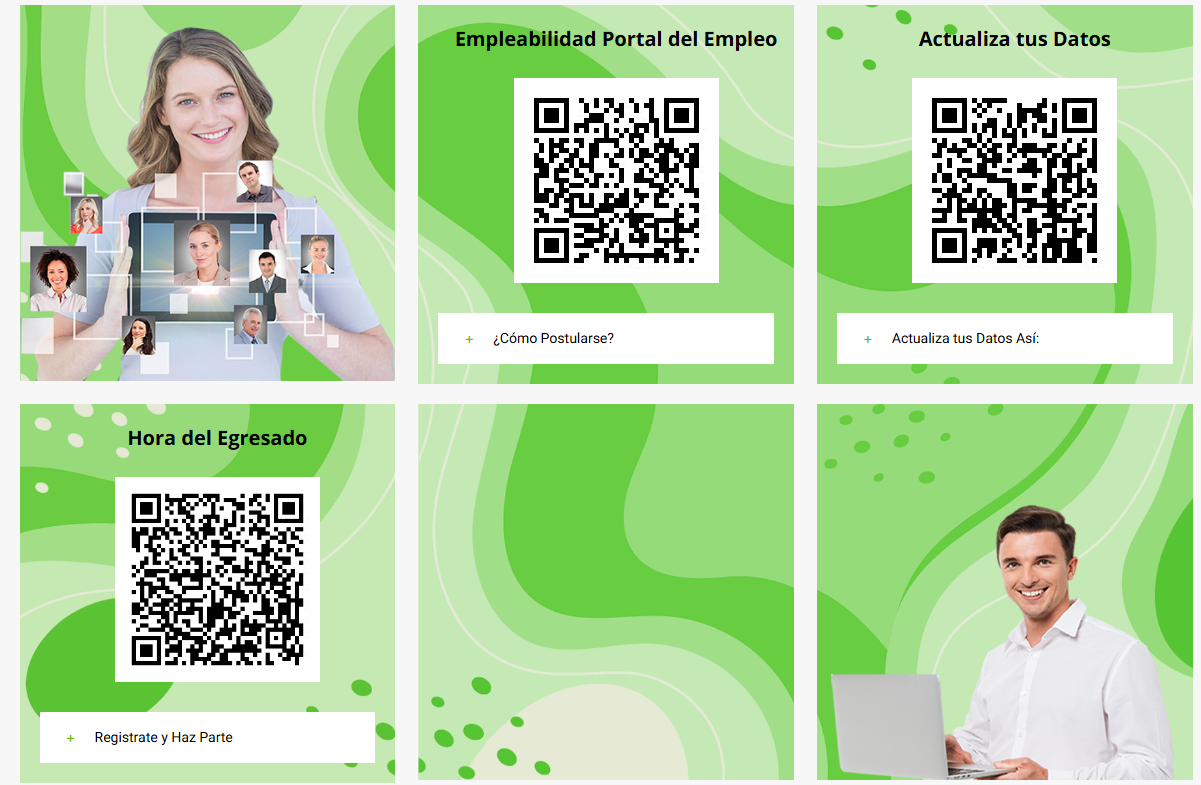 Empleabilidad Portal del Empleo
Actualiza tus Datos
+ ¿Cómo Postularse?
+ Actualiza tus Datos Así:
Hora del Egresado
+ Registrate y Haz Parte